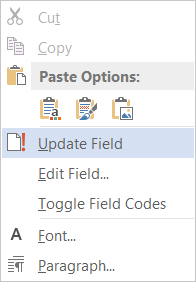 Cut
Copy
Paste Options:
Update Field
Edit Field...
Toggle Field Codes
Font...
Paragraph...